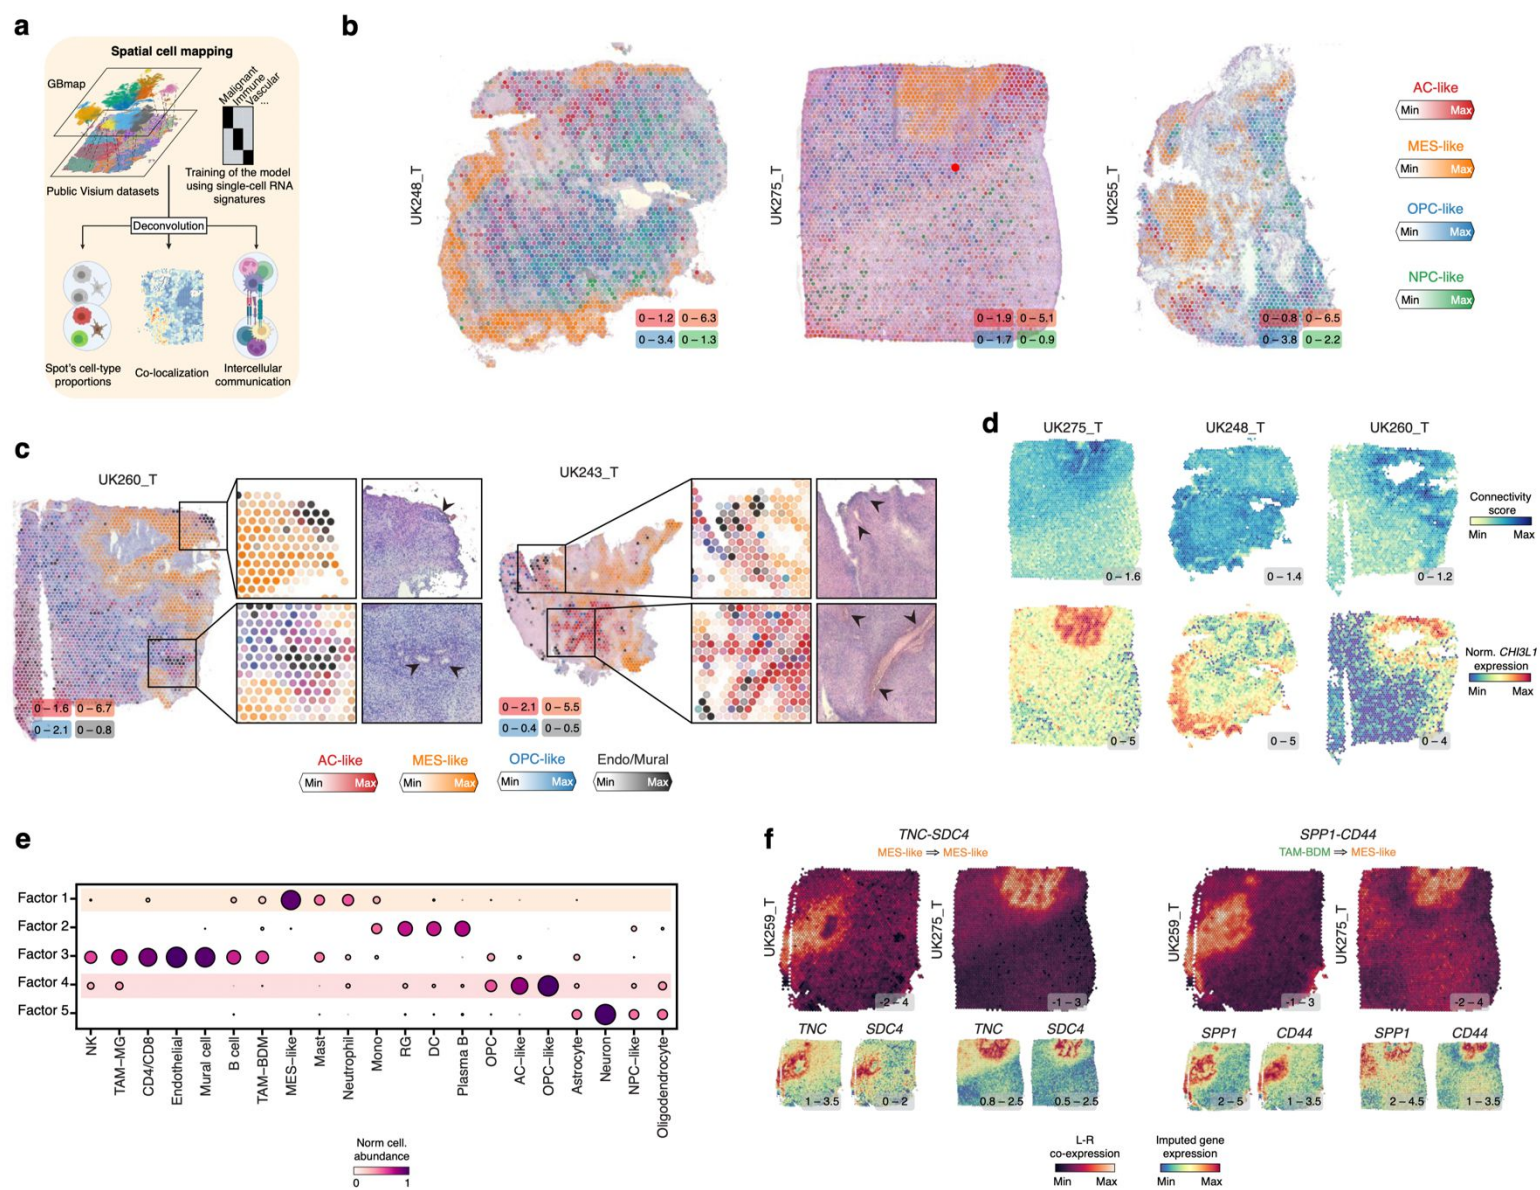 a
Spatial cell mapping
GBmap
Malignant
Immune
Vascular
...
Public Visium datasets
Training of the model
using single-cell RNA
signatures
Deconvolution
Spot's cell-type
proportions
Co-localization
Intercellular
communication
b
UK248_T
0 – 1.2
0 – 6.3
0 – 3.4
0 – 1.3
UK275_T
0 – 1.9
0 – 5.1
0 – 1.7
0 – 0.9
UK255_T
0 – 0.8
0 – 6.5
0 – 3.8
0 – 2.2
AC-like
Min Max
MES-like
Min Max
OPC-like
Min Max
NPC-like
Min Max
c
UK260_T
0 – 1.6
0 – 6.7
0 – 2.1
0 – 0.8
UK243_T
0 – 2.1
0 – 5.5
0 – 0.4
0 – 0.5
AC-like
Min Max
MES-like
Min Max
OPC-like
Min Max
Endo/Mural
Min Max
d
UK275_T
UK248_T
UK260_T
0 – 1.6
0 – 1.4
0 – 1.2
Connectivity
score
Min Max
0 – 5
0 – 5
0 – 4
Norm. CHI3L1
expression
Min Max
e
Factor 1
Factor 2
Factor 3
Factor 4
Factor 5
NK
TAM–MG
CD4/CD8
Endothelial
Mural cell
B cell
TAM–BDM
MES–like
Mast
Neutrophil
Mono
RG
DC
Plasma B
OPC
AC–like
OPC–like
Astrocyte
Neuron
NPC–like
Oligodendrocyte
Norm cell.
abundance
0 1
f
TNC-SDC4
MES-like ⇒ MES-like
UK259_T
-2 – 4
UK275_T
-1 – 3
TNC
SDC4
TNC
SDC4
1 – 3.5
0 – 2
0.8 – 2.5
0.5 – 2.5
SPP1-CD44
TAM-BDM ⇒ MES-like
UK259_T
-1 – 3
UK275_T
-2 – 4
SPP1
CD44
SPP1
CD44
2 – 5
1 – 3.5
2 – 4.5
1 – 3.5
L-R
co-expression
Min Max
Imputed gene
expression
Min Max